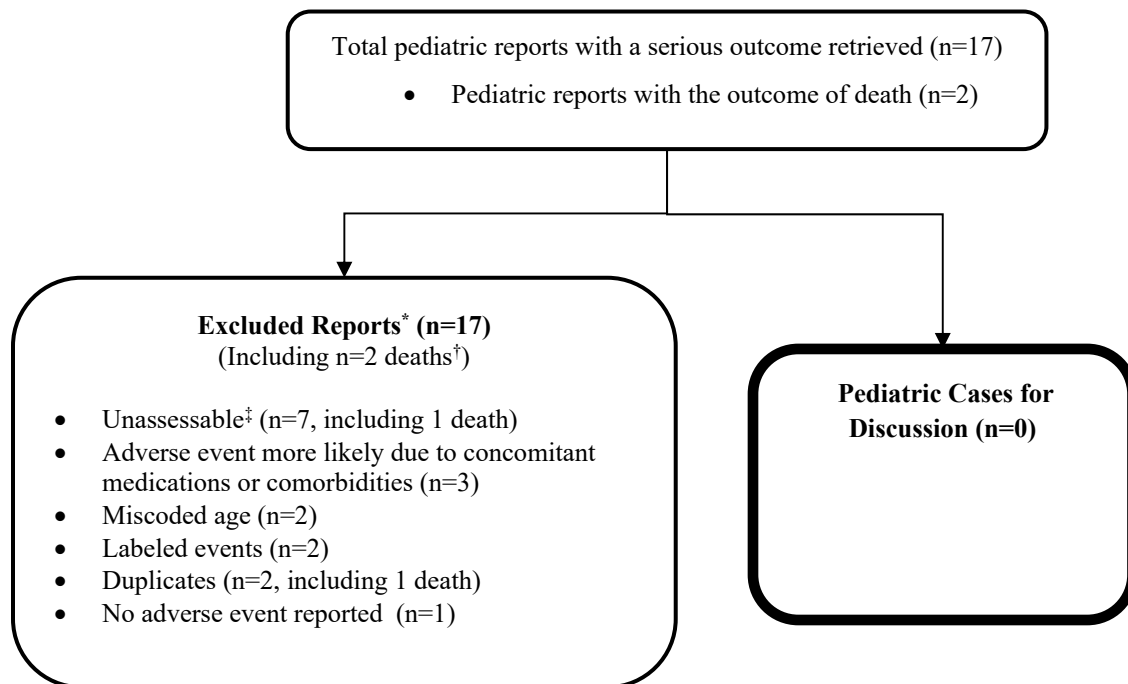 Total pediatric reports with a serious outcome retrieved (n=17)
• Pediatric reports with the outcome of death (n=2)
Excluded Reports* (n=17)
(Including n=2 deaths†)
• Unassessable‡ (n=7, including 1 death)
• Adverse event more likely due to concomitant
medications or comorbidities (n=3)
• Miscoded age (n=2)
• Labeled events (n=2)
• Duplicates (n=2, including 1 death)
• No adverse event reported (n=1)
Pediatric Cases for
Discussion (n=0)